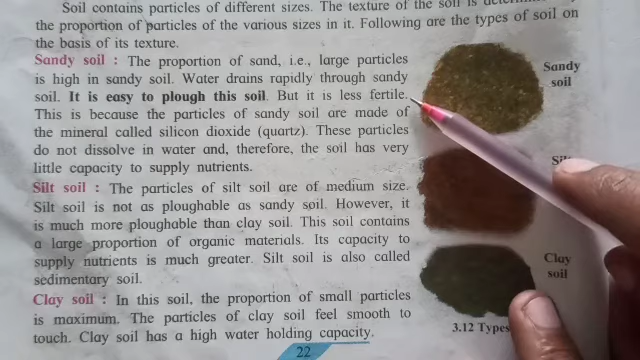 Soil contains particles of different sizes. The texture of the soil is
the proportion of particles of the various sizes in it. Following are the types of soil on
the basis of its texture.
Sandy soil : The proportion of sand, i.e., large particles
is high in sandy soil. Water drains rapidly through sandy
soil. It is easy to plough this soil. But it is less fertile.
This is because the particles of sandy soil are made of
the mineral called silicon dioxide (quartz). These particles
do not dissolve in water and, therefore, the soil has very
little capacity to supply nutrients.
Silt soil : The particles of silt soil are of medium size.
Silt soil is not as ploughable as sandy soil. However, it
is much more ploughable than clay soil. This soil contains
a large proportion of organic materials. Its capacity to
supply nutrients is much greater. Silt soil is also called
sedimentary soil.
Clay soil : In this soil, the proportion of small particles
is maximum. The particles of clay soil feel smooth to
touch. Clay soil has a high water holding capacity.
Sandy
soil
Clay
soil
3.12 Types
22